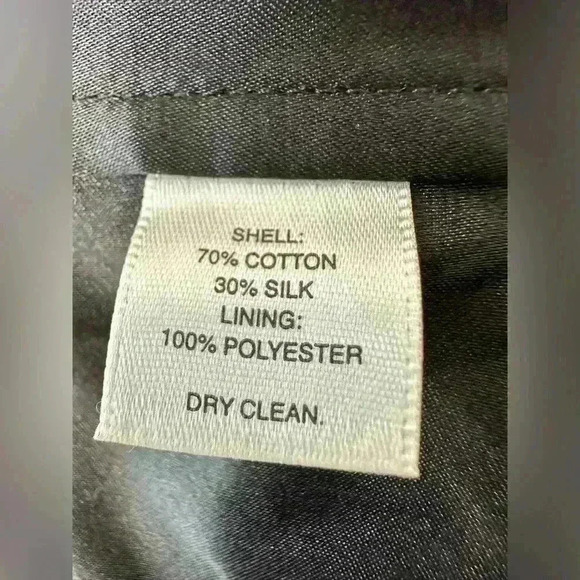 SHELL:
70% COTTON
30% SILK
LINING:
100% POLYESTER
DRY CLEAN.